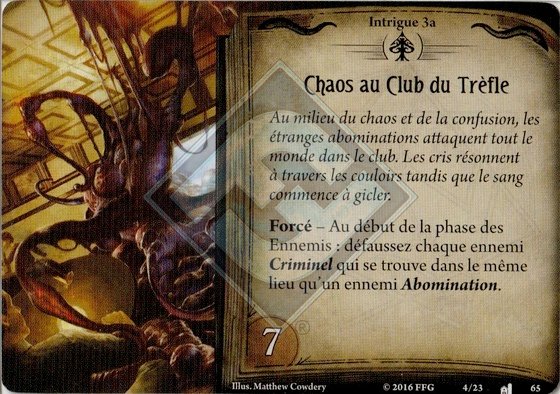 Intrigue 3a
Chaos au Club du Trèfle
Au milieu du chaos et de la confusion, les
étranges abominations attaquent tout le
monde dans le club. Les cris résonnent
à travers les couloirs tandis que le sang
commence à gicler.
Forcé – Au début de la phase des
Ennemis : défaussez chaque ennemi
Criminel qui se trouve dans le même
lieu qu'un ennemi Abomination.
7
®
Illus. Matthew Cowdery © 2016 FFG 4/23 65